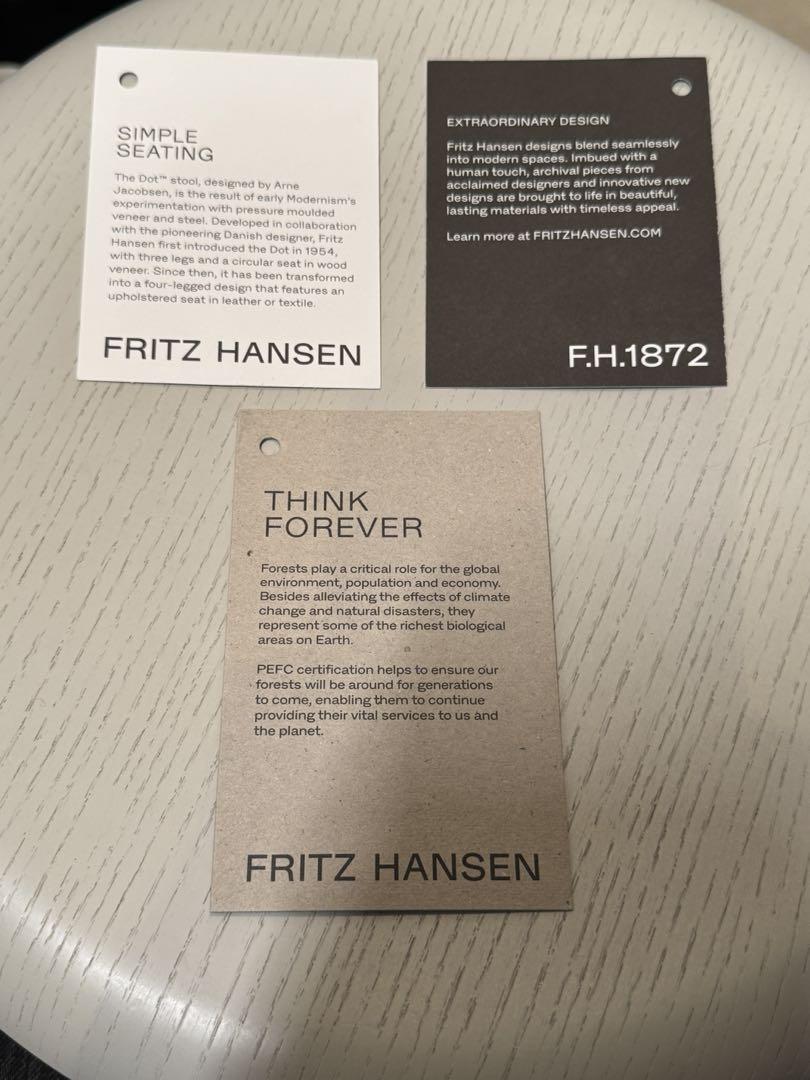 SIMPLE
SEATING
The Dot™ stool, designed by Arne
Jacobsen, is the result of early Modernism's
experimentation with pressure moulded
veneer and steel. Developed in collaboration
with the pioneering Danish designer, Fritz
Hansen first introduced the Dot in 1954,
with three legs and a circular seat in wood
veneer. Since then, it has been transformed
into a four-legged design that features an
upholstered seat in leather or textile.
FRITZ HANSEN
EXTRAORDINARY DESIGN
Fritz Hansen designs blend seamlessly
into modern spaces. Imbued with a
human touch, archival pieces from
acclaimed designers and innovative new
designs are brought to life in beautiful,
lasting materials with timeless appeal.
Learn more at FRITZHANSEN.COM
F.H.1872
THINK
FOREVER
Forests play a critical role for the global
environment, population and economy.
Besides alleviating the effects of climate
change and natural disasters, they
represent some of the richest biological
areas on Earth.
PEFC certification helps to ensure our
forests will be around for generations
to come, enabling them to continue
providing their vital services to us and
the planet.
FRITZ HANSEN